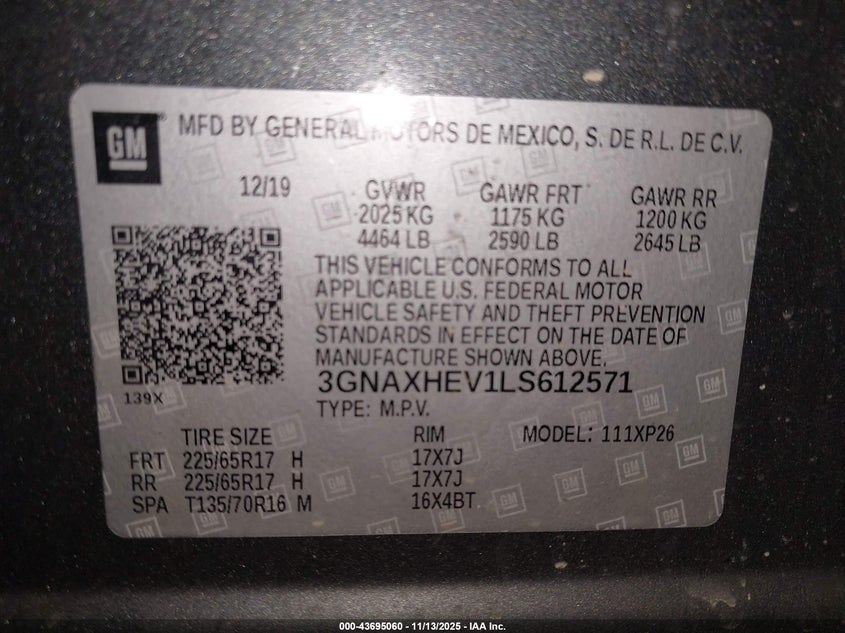 GM
MFD BY GENERAL MOTORS DE MEXICO, S. DE R.L. DE C.V.
12/19 GVWR GAWR FRT GAWR RR
2025 KG 1175 KG 1200 KG
4464 LB 2590 LB 2645 LB
THIS VEHICLE CONFORMS TO ALL
APPLICABLE U.S. FEDERAL MOTOR
VEHICLE SAFETY AND THEFT PREVENTION
STANDARDS IN EFFECT ON THE DATE OF
MANUFACTURE SHOWN ABOVE.
139X
3GNAXHEV1LS612571
TYPE: M.P.V.
TIRE SIZE RIM MODEL: 111XP26
FRT 225/65R17 H 17X7J
RR 225/65R17 H 17X7J
SPA T135/70R16 M 16X4BT
000-43695060 - 11/13/2025 - IAA Inc.